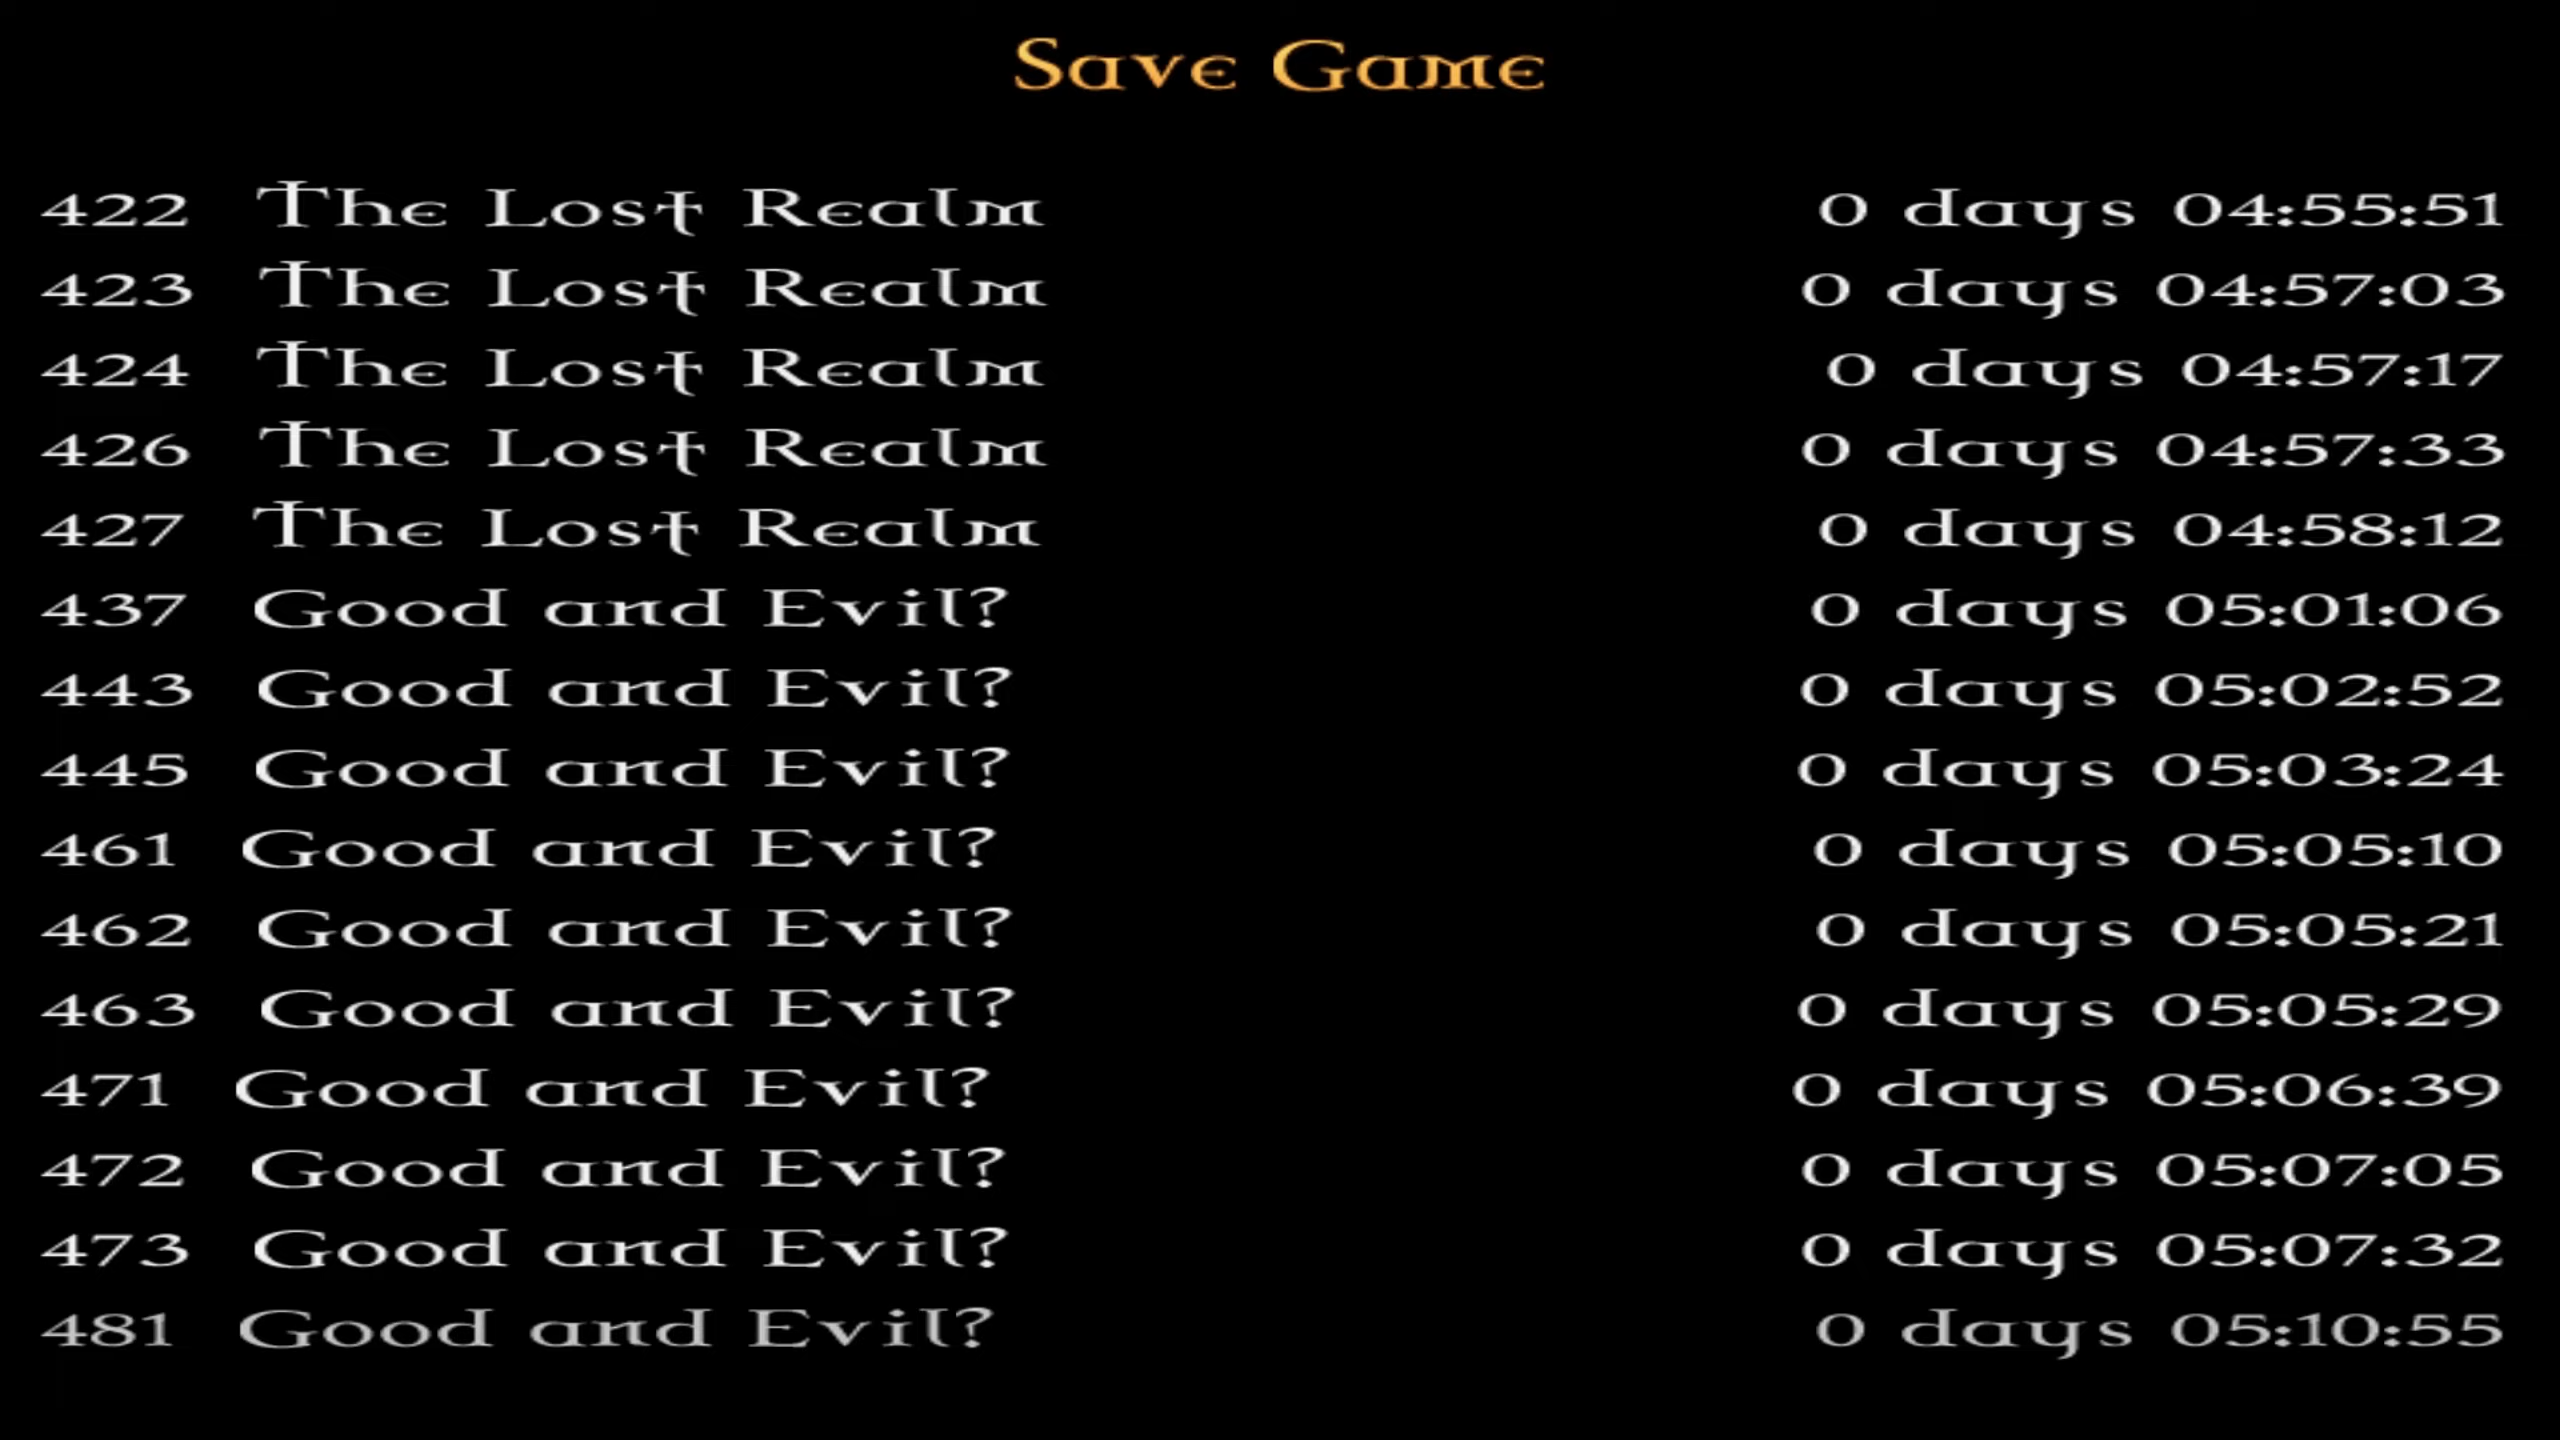 Save Game
422 The Lost Realm 0 days 04:55:51
423 The Lost Realm 0 days 04:57:03
424 The Lost Realm 0 days 04:57:17
426 The Lost Realm 0 days 04:57:33
427 The Lost Realm 0 days 04:58:12
437 Good and Evil? 0 days 05:01:06
443 Good and Evil? 0 days 05:02:52
445 Good and Evil? 0 days 05:03:24
461 Good and Evil? 0 days 05:05:10
462 Good and Evil? 0 days 05:05:21
463 Good and Evil? 0 days 05:05:29
471 Good and Evil? 0 days 05:06:39
472 Good and Evil? 0 days 05:07:05
473 Good and Evil? 0 days 05:07:32
481 Good and Evil? 0 days 05:10:55